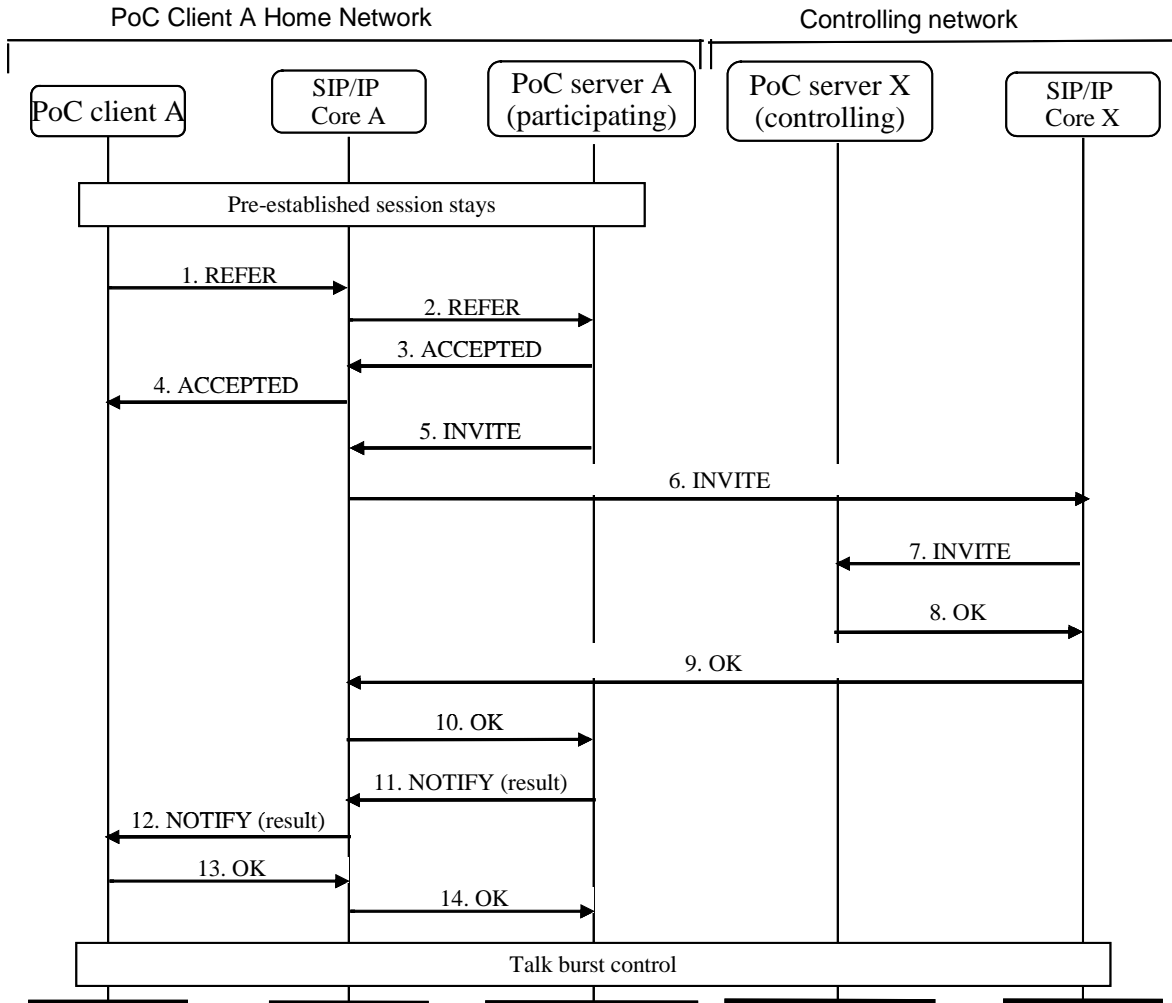 PoC Client A Home Network
Controlling network
PoC client A
SIP/IP
Core A
PoC server A
(participating)
PoC server X
(controlling)
SIP/IP
Core X
Pre-established session stays
1. REFER
2. REFER
3. ACCEPTED
4. ACCEPTED
5. INVITE
6. INVITE
7. INVITE
8. OK
9. OK
10. OK
11. NOTIFY (result)
12. NOTIFY (result)
13. OK
14. OK
Talk burst control